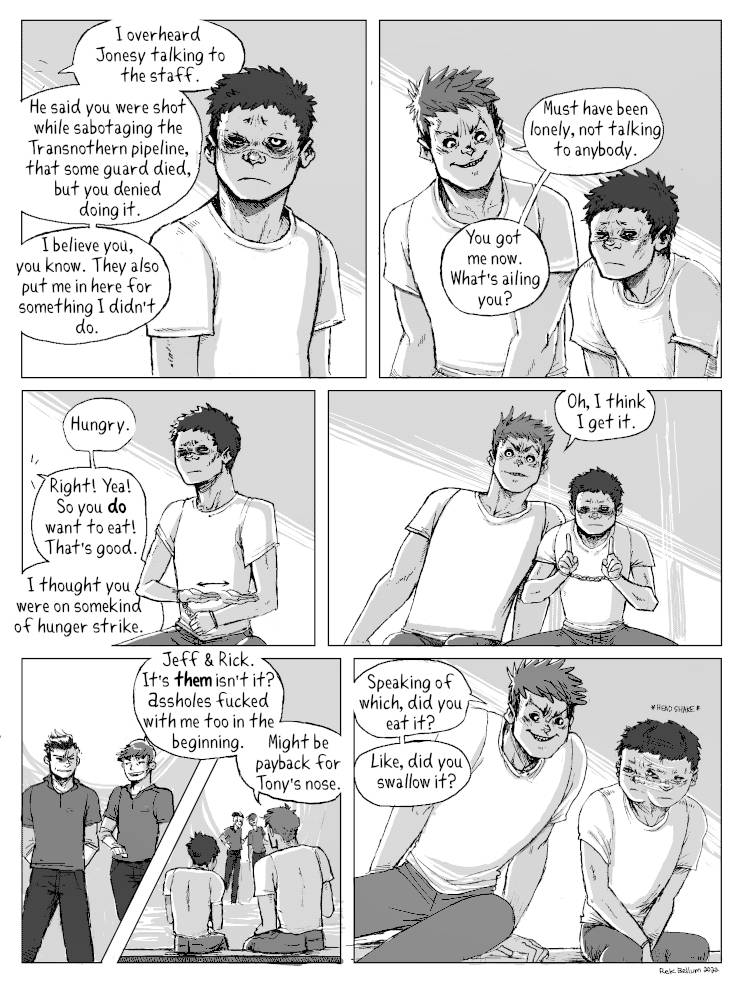 I overheard
Jonesy talking to
the staff.
He said you were shot
while sabotaging the
Transnothern pipeline,
that some guard died,
but you denied
doing it.
I believe you,
you know. They also
put me in here for
something I didn't
do.
Must have been
lonely, not talking
to anybody.
You got
me now.
What's ailing
you?
Hungry.
Right! Yea!
So you do
want to eat!
That's good.
I thought you
were on somekind
of hunger strike.
Oh, I think
I get it.
Jeff & Rick.
It's them isn't it?
assholes fucked
with me too in the
beginning.
Might be
payback for
Tony's nose.
Speaking of
which, did you
eat it?
Like, did you
swallow it?
*HEAD SHAKE*
Rek Bellum 2022